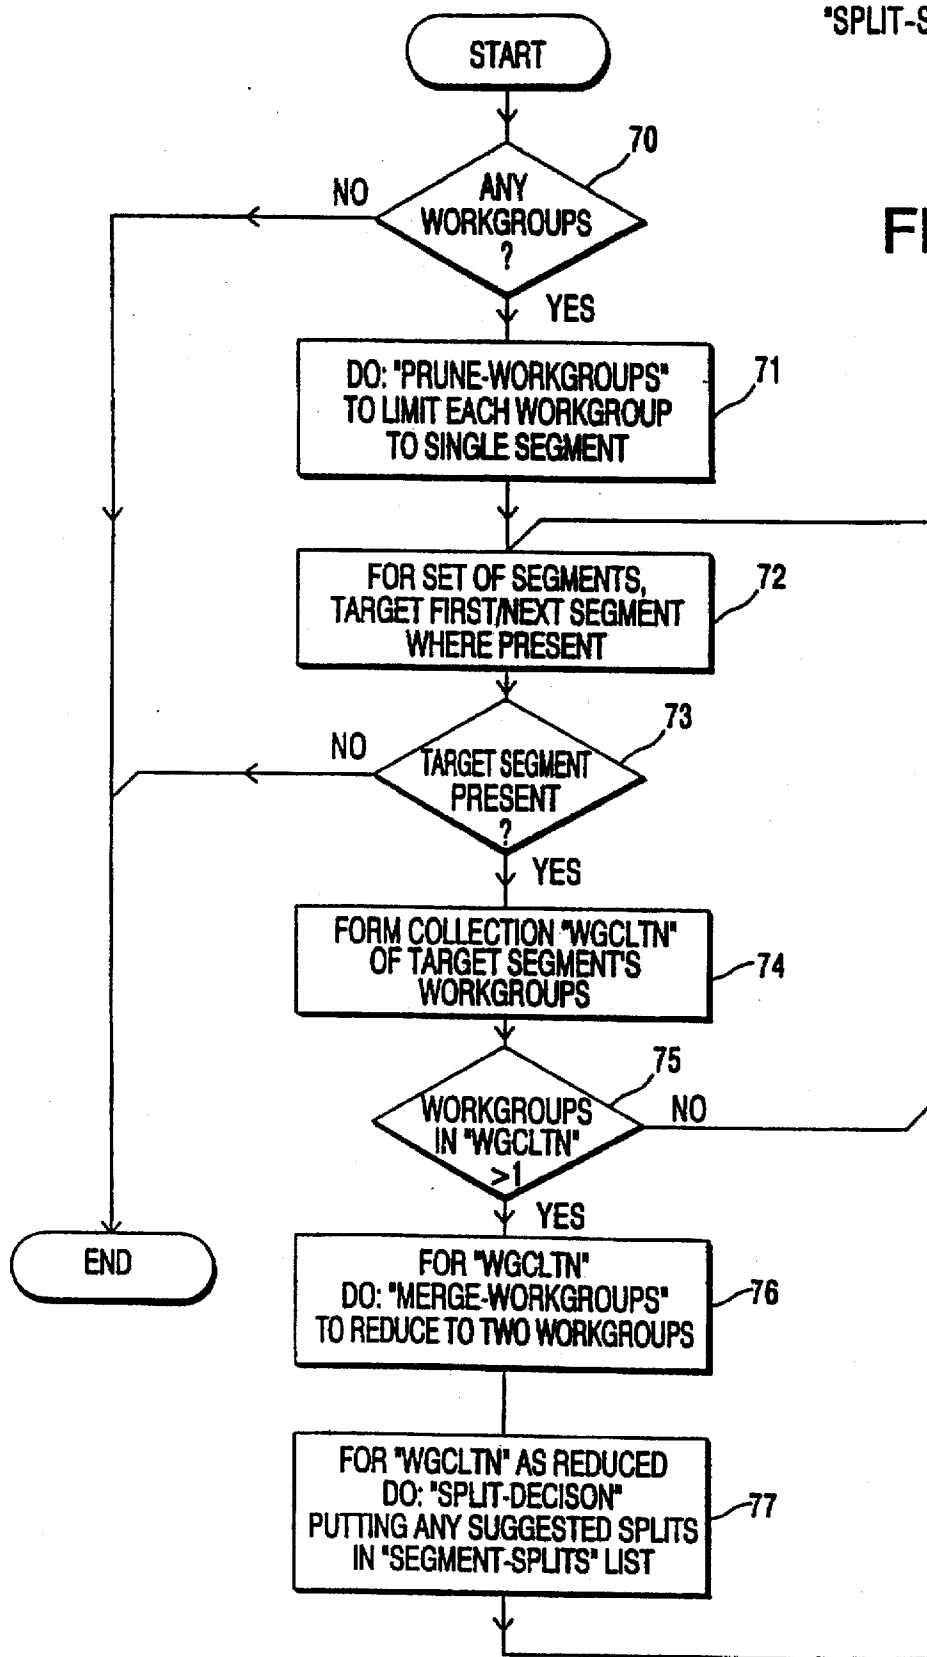 "SPLIT-S
START
70
ANY
WORKGROUPS
?
NO
FI
YES
DO: "PRUNE-WORKGROUPS"
TO LIMIT EACH WORKGROUP
TO SINGLE SEGMENT
71
FOR SET OF SEGMENTS,
TARGET FIRST/NEXT SEGMENT
WHERE PRESENT
72
73
NO
TARGET SEGMENT
PRESENT
?
YES
FORM COLLECTION "WGCLTN"
OF TARGET SEGMENT'S
WORKGROUPS
74
75
WORKGROUPS
IN "WGCLTN"
>1
NO
YES
END
FOR "WGCLTN"
DO: "MERGE-WORKGROUPS"
TO REDUCE TO TWO WORKGROUPS
76
FOR "WGCLTN" AS REDUCED
DO: "SPLIT-DECISON"
PUTTING ANY SUGGESTED SPLITS
IN "SEGMENT-SPLITS" LIST
77